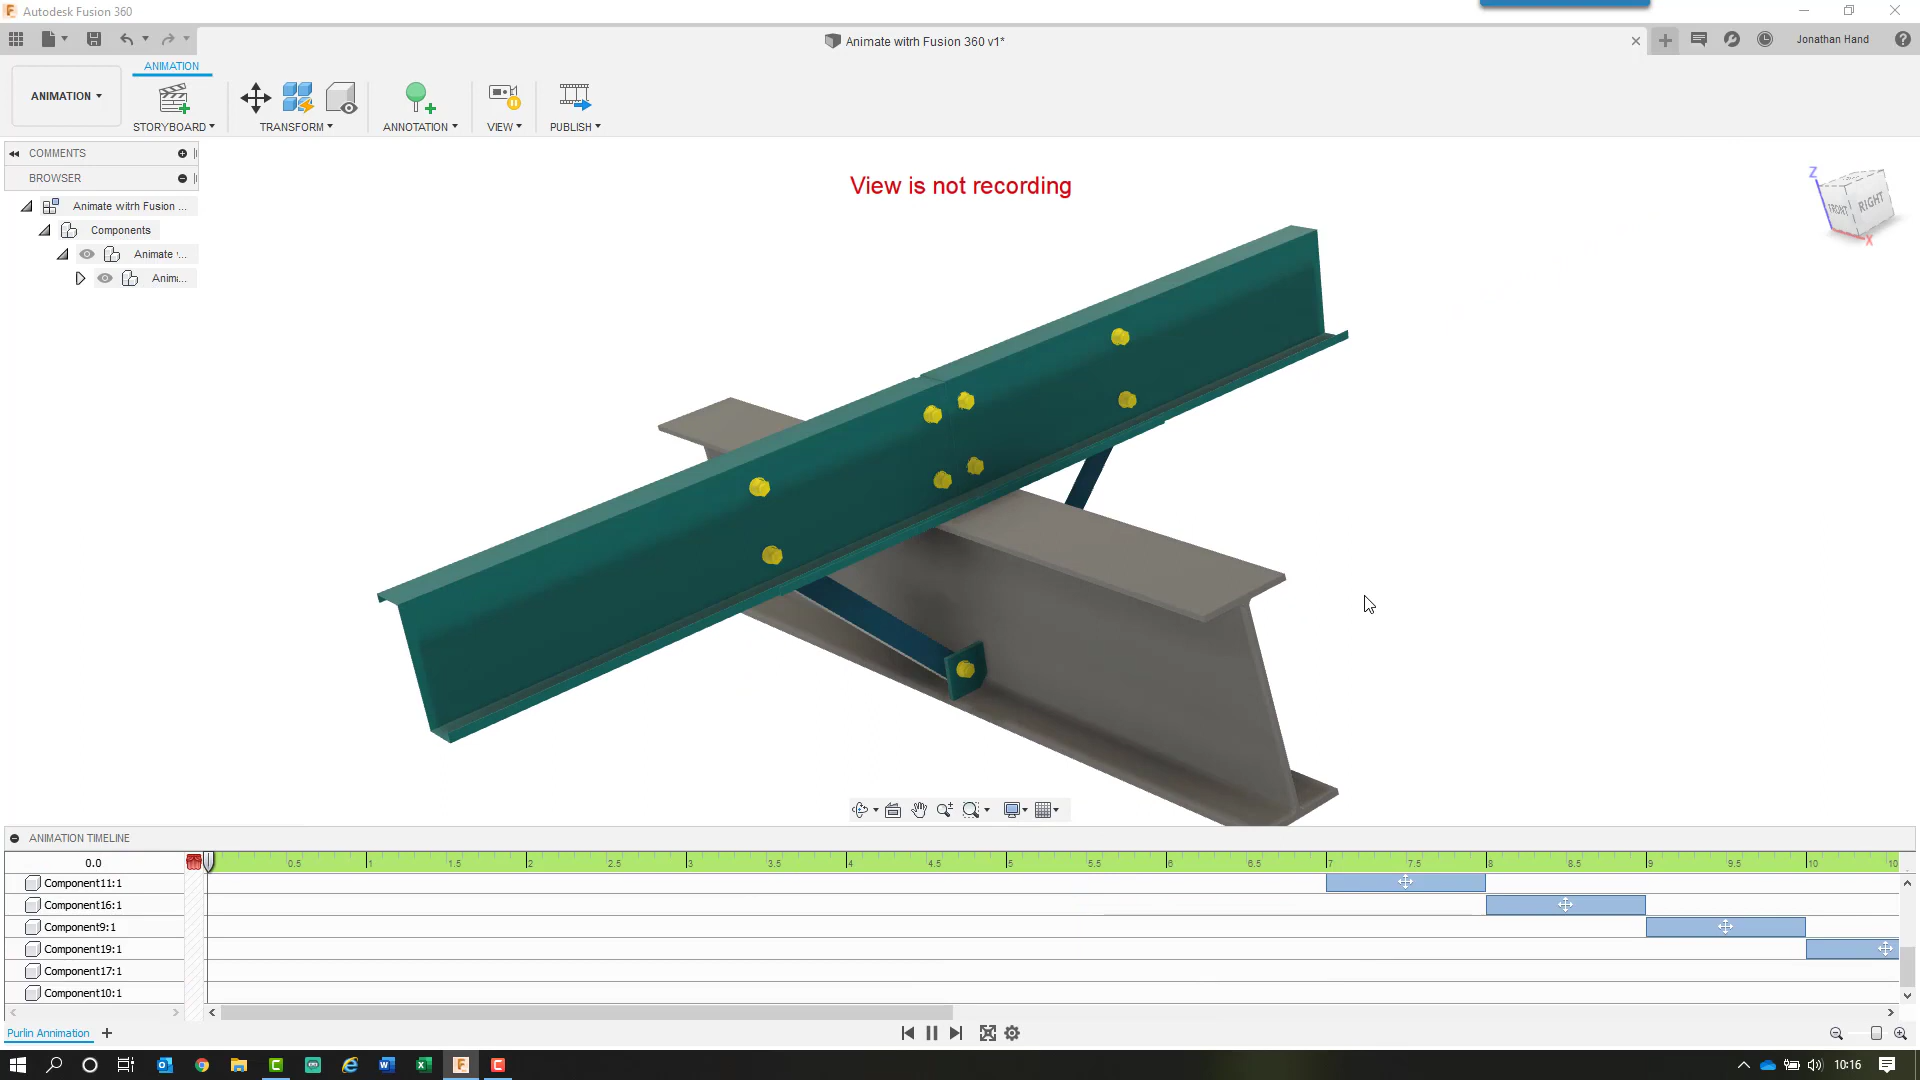 Autodesk Fusion 360
Animate witrh Fusion 360 v1*
Jonathan Hand
ANIMATION
ANIMATION
STORYBOARD
TRANSFORM
ANNOTATION
VIEW
PUBLISH
COMMENTS
BROWSER
Animate witrh Fusion ...
Components
Animate '...
Anim...
View is not recording
Z
FRONT
RIGHT
X
ANIMATION TIMELINE
0.0
0.5 1 1.5 2 2.5 3 3.5 4 4.5 5 5.5 6 6.5 7 7.5 8 8.5 9 9.5 10 10
Component11:1
Component16:1
Component9:1
Component19:1
Component17:1
Component10:1
Purlin Annimation
10:16